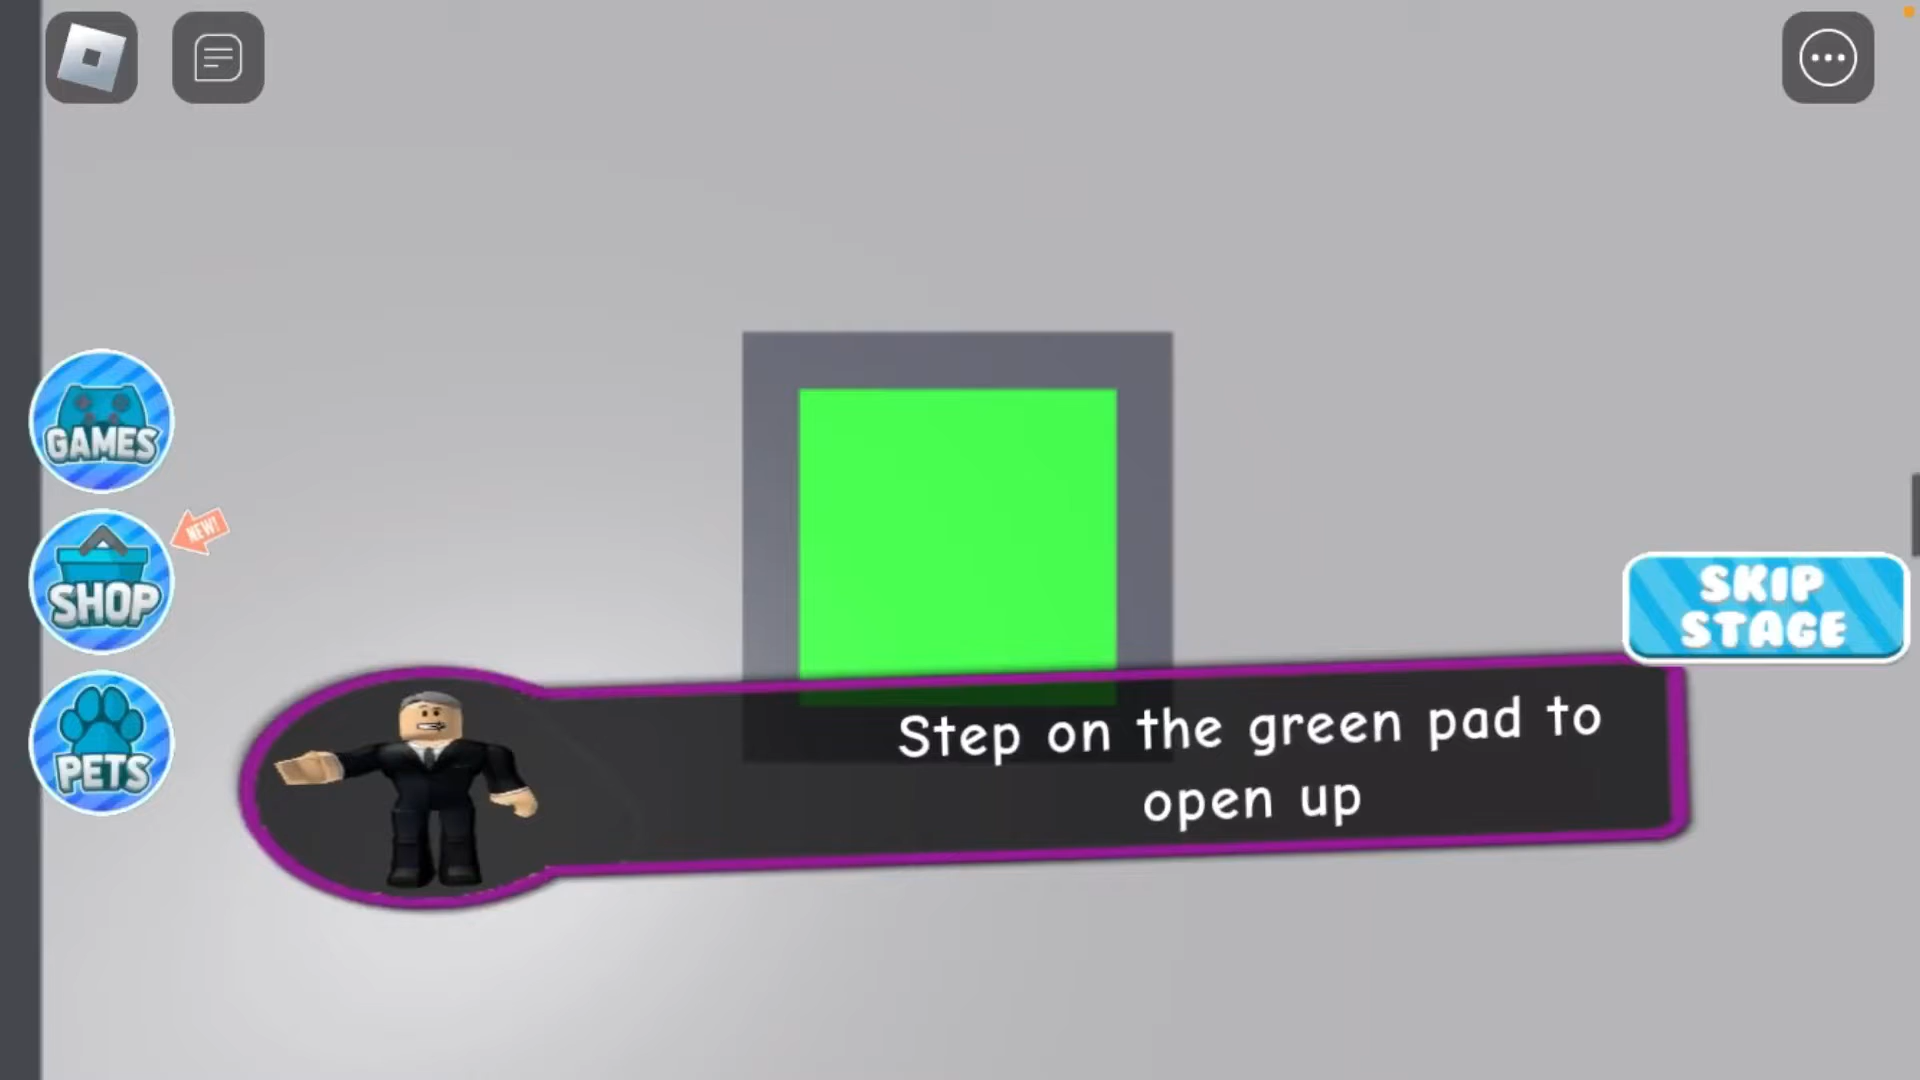 GAMES
NEW!
SHOP
PETS
SKIP
STAGE
Step on the green pad to
open up